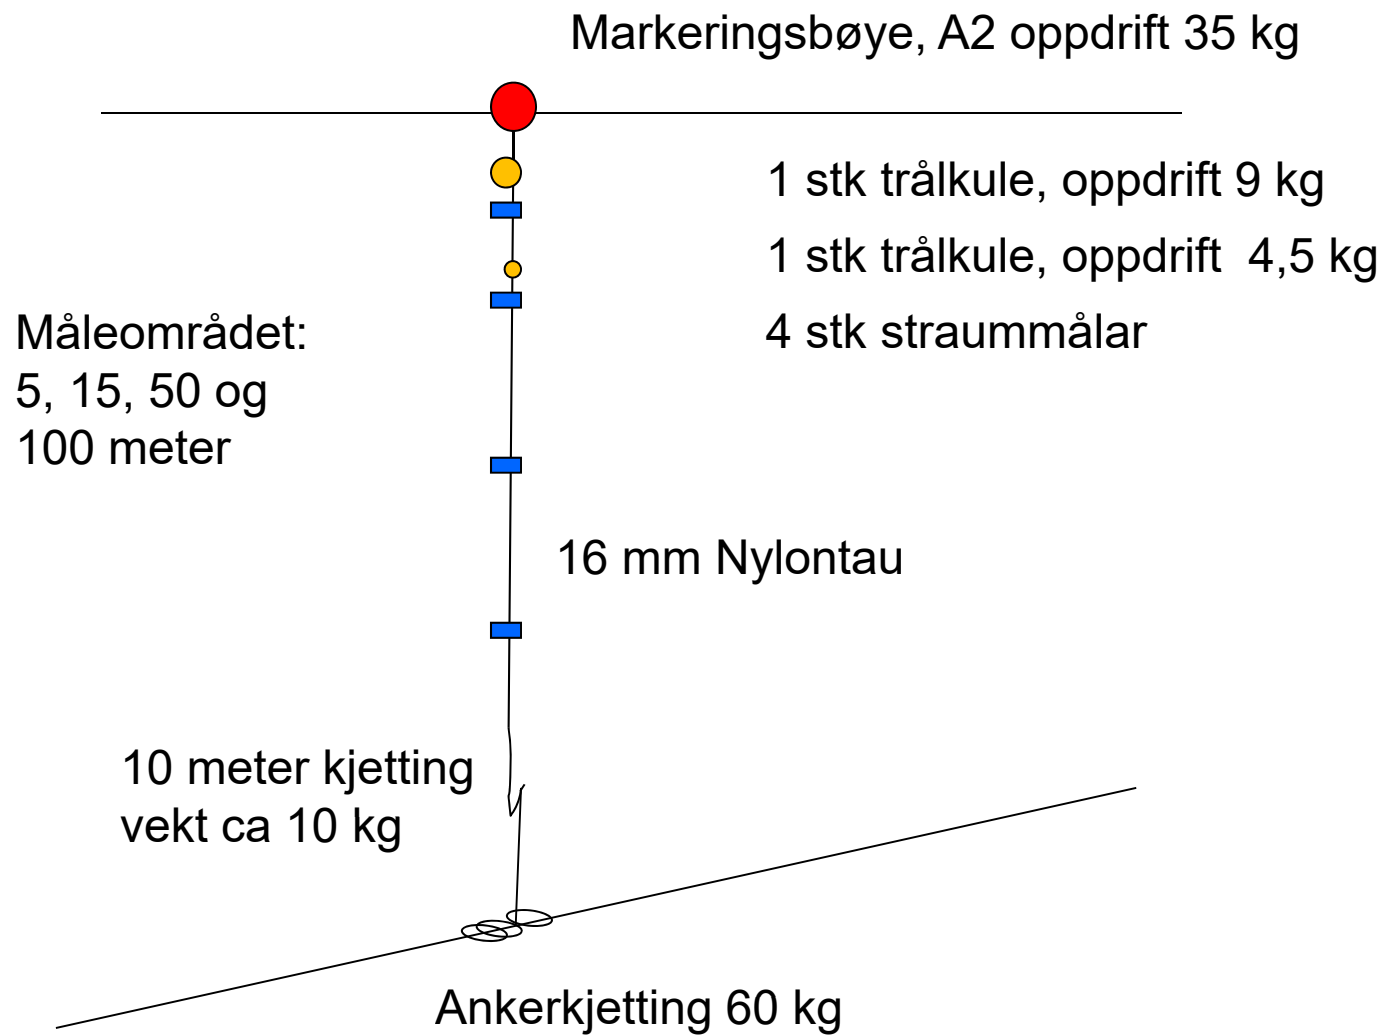 Markeringsbøye, A2 oppdrift 35 kg
1 stk trålkule, oppdrift 9 kg
1 stk trålkule, oppdrift  4,5 kg
4 stk straummålar
Måleområdet:
5, 15, 50 og
100 meter
16 mm Nylontau
10 meter kjetting
vekt ca 10 kg
Ankerkjetting 60 kg